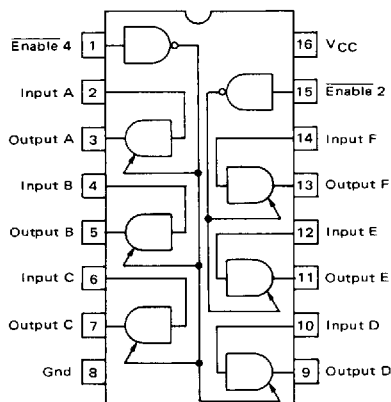 Enable 4 1
Input A 2
Output A 3
Input B 4
Output B 5
Input C 6
Output C 7
Gnd 8
16 VCC
15 Enable 2
14 Input F
13 Output F
12 Input E
11 Output E
10 Input D
9 Output D